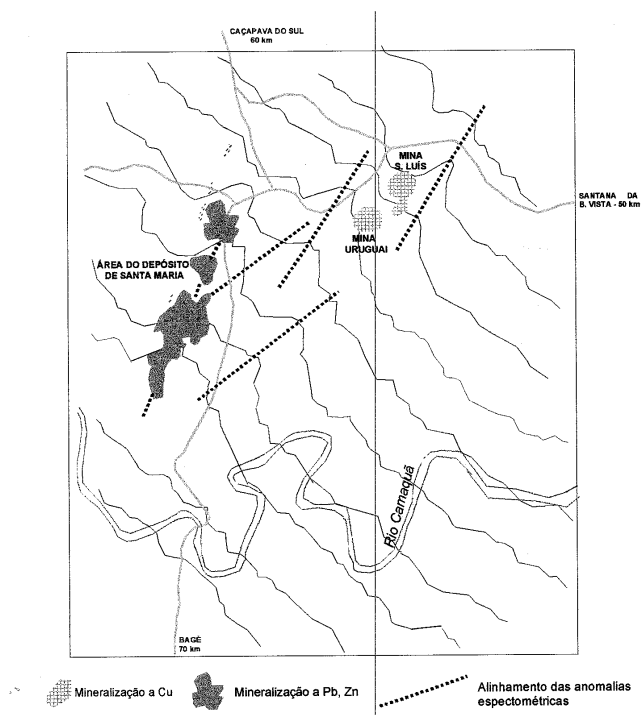 CAÇAPAVA DO SUL
60 km
MINA
S. LUÍS
SANTANA DA
B. VISTA - 50 km
MINA
URUGUAI
ÁREA DO DEPÓSITO
DE SANTA MARIA
Rio Camaquã
BAGÉ
70 km
Mineralização a Cu
Mineralização a Pb, Zn
Alinhamento das anomalias
espectométricas